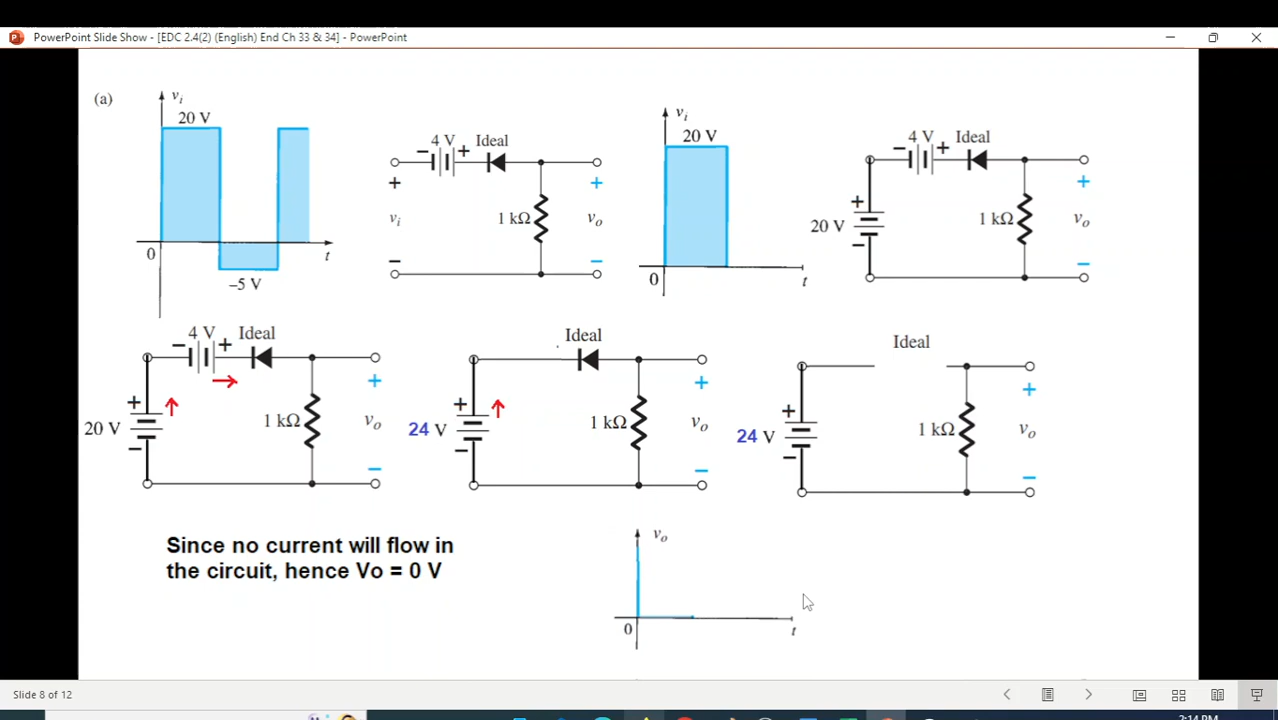 PowerPoint Slide Show - [EDC 2.4(2) (English) End Ch 33 & 34] - PowerPoint
(a)
vi
20 V
0
t
–5 V
4 V
Ideal
− +
+
vi
−
1 kΩ
+
vo
−
vi
20 V
0
t
4 V
Ideal
− +
+
20 V
−
1 kΩ
+
vo
−
4 V
Ideal
− +
+
20 V
−
1 kΩ
+
vo
−
Ideal
+
24 V
−
1 kΩ
+
vo
−
Ideal
+
24 V
−
1 kΩ
+
vo
−
Since no current will flow in
the circuit, hence Vo = 0 V
vo
0
t
Slide 8 of 12
2:14 PM